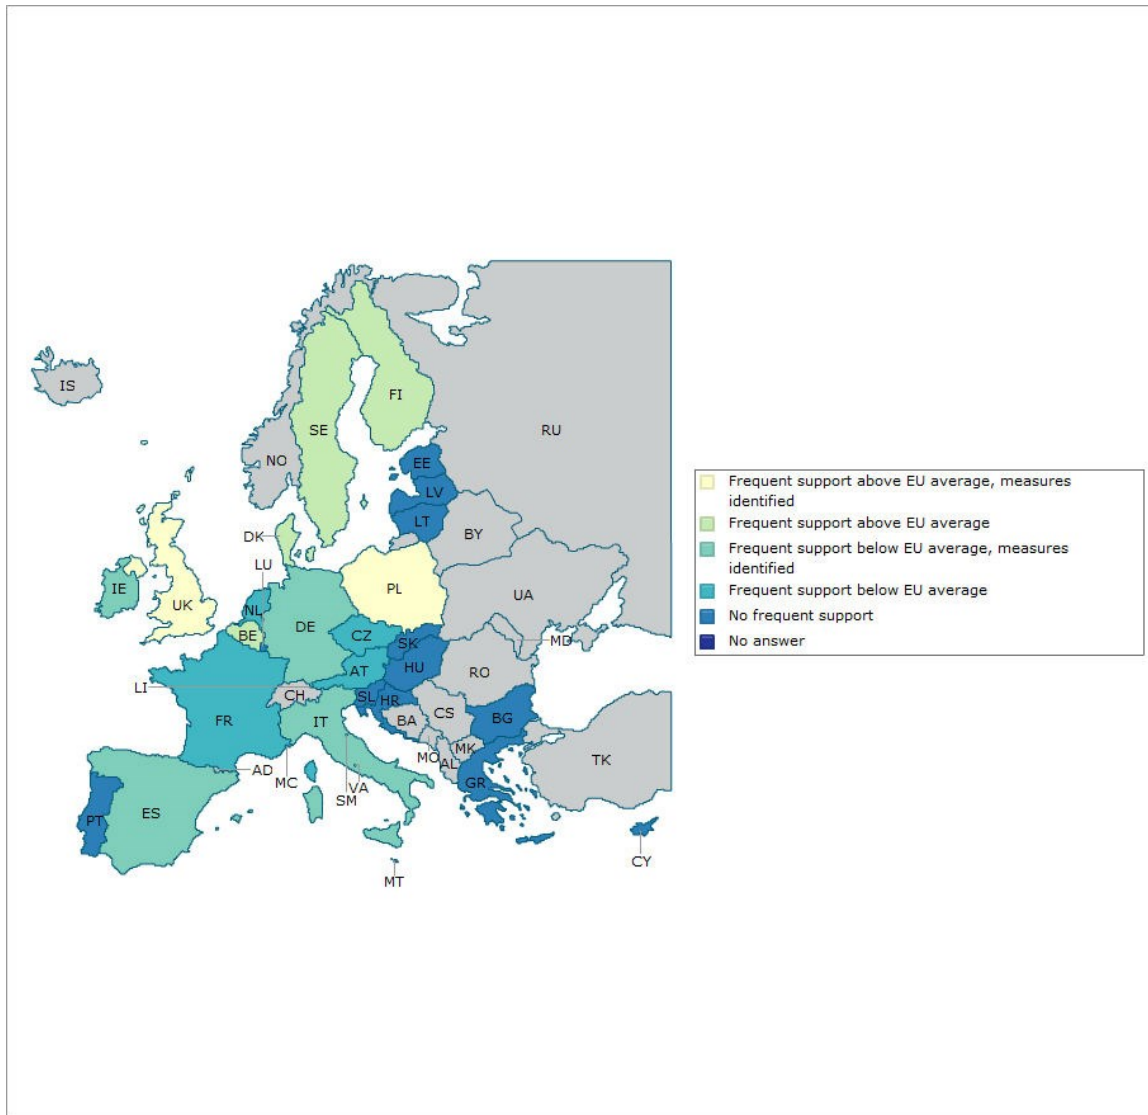 IS
FI
SE
RU
NO
EE
LV
LT
DK
BY
LU
IE
UK
NL
PL
UA
BE
DE
CZ
SK
MD
LI
AT
HU
RO
CH
SL
HR
FR
IT
BA
CS
BG
MO
MK
AL
TK
AD
MC
SM
VA
GR
PT
ES
CY
MT
Frequent support above EU average, measures
identified
Frequent support above EU average
Frequent support below EU average, measures
identified
Frequent support below EU average
No frequent support
No answer